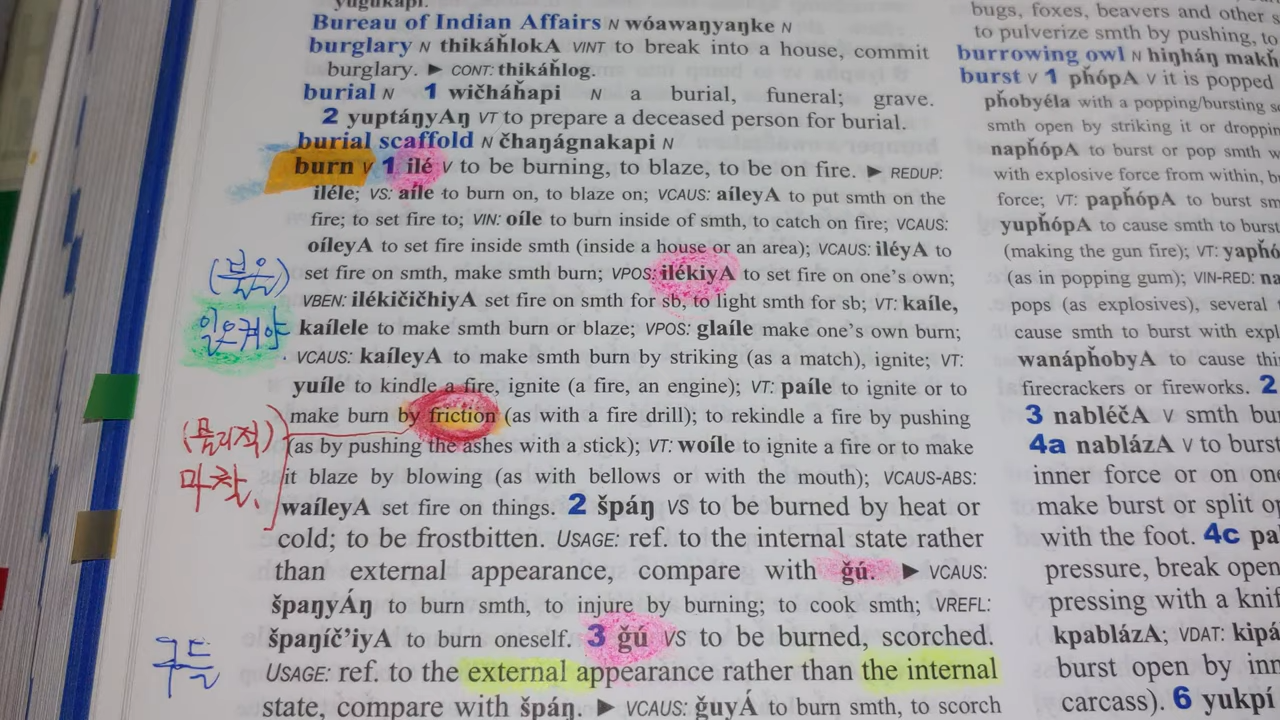 Bureau of Indian Affairs N wóawaŋyaŋke N
burglary N thikáȟlokA VINT to break into a house, commit
burglary. ► CONT: thikáȟlog.
burial N 1 wičháȟapi N a burial, funeral; grave.
2 yuptáŋyAŋ VT to prepare a deceased person for burial.
burial scaffold N čhaŋágnakapi N
burn V 1 ilé V to be burning, to blaze, to be on fire. ► REDUP:
iléle; VS: aíle to burn on, to blaze on; VCAUS: aíleyA to put smth on the
fire; to set fire to; VIN: oíle to burn inside of smth, to catch on fire; VCAUS:
oíleyA to set fire inside smth (inside a house or an area); VCAUS: iléyA to
set fire on smth, make smth burn; VPOS: ilékiyA to set fire on one's own;
VBEN: ilékičičhiyA set fire on smth for sb, to light smth for sb; VT: kaíle,
kaílele to make smth burn or blaze; VPOS: glaíle make one's own burn;
VCAUS: kaíleyA to make smth burn by striking (as a match), ignite; VT:
yuíle to kindle a fire, ignite (a fire, an engine); VT: paíle to ignite or to
make burn by friction (as with a fire drill); to rekindle a fire by pushing
(as by pushing the ashes with a stick); VT: woíle to ignite a fire or to make
it blaze by blowing (as with bellows or with the mouth); VCAUS-ABS:
waíleyA set fire on things. 2 špáŋ VS to be burned by heat or
cold; to be frostbitten. USAGE: ref. to the internal state rather
than external appearance, compare with ǧú. ► VCAUS:
špaŋyÁŋ to burn smth, to injure by burning; to cook smth; VREFL:
špaŋíč'iyA to burn oneself. 3 ǧú VS to be burned, scorched.
USAGE: ref. to the external appearance rather than the internal
state, compare with špáŋ. ► VCAUS: ǧuyÁ to burn smth, to scorch
(불을)
일으켜야
(물리적)
마찰.
구드
bugs, foxes, beavers and other
to pulverize smth by pushing, to
burrowing owl N hiŋháŋ
burst V 1 pȟópA V it is popped
pȟobyéla with a popping/bursting
smth open by striking it or
napȟópA to burst or pop smth
with explosive force from within,
force; VT: papȟópA to burst
yupȟópA to cause smth to burst
(making the gun fire); VT:
(as in popping gum); VIN-RED:
pops (as explosives), several
cause smth to burst with
wanápȟobyA to cause
firecrackers or fireworks. 2
3 nabléčA V smth
4a nablázA V to burst
inner force or on
make burst or split
with the foot. 4c
pressure, break open
pressing with a
kpablázA; VDAT:
burst open by
carcass). 6 yukpí